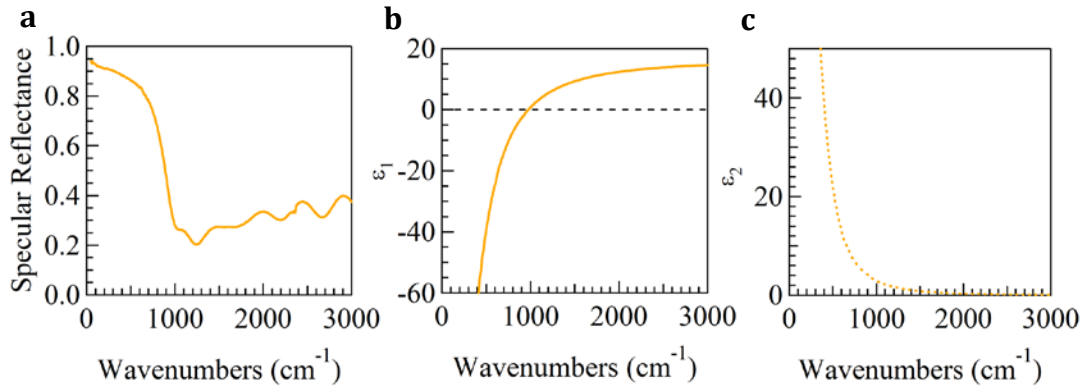 a
Specular Reflectance
1.0
0.8
0.6
0.4
0.2
0.0
0 1000 2000 3000
Wavenumbers (cm⁻¹)
b
ε₁
20
0
-20
-40
-60
0 1000 2000 3000
Wavenumbers (cm⁻¹)
c
ε₂
40
20
0
0 1000 2000 3000
Wavenumbers (cm⁻¹)